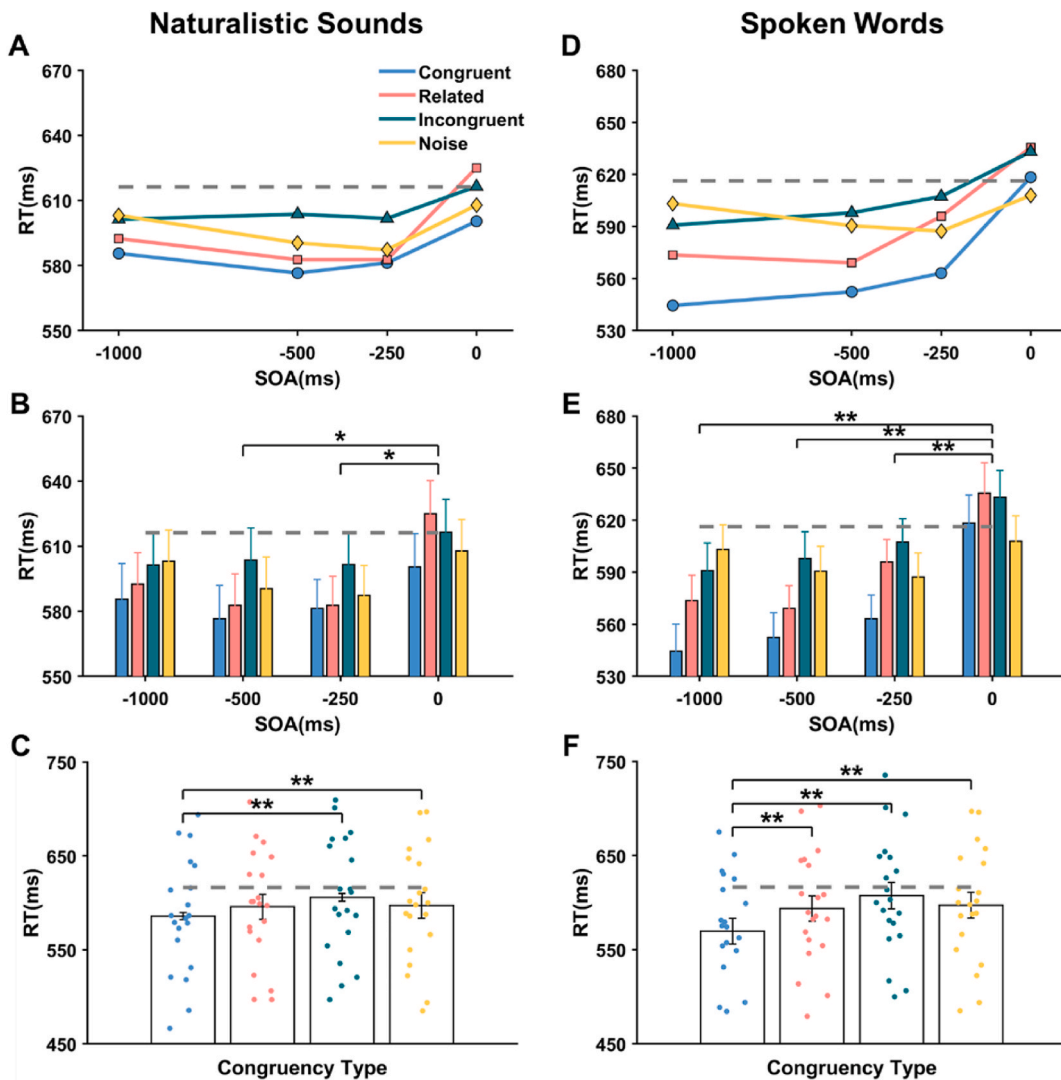 Naturalistic Sounds
Spoken Words
A
670
640
610
580
550
RT(ms)
-1000
-500
-250
0
SOA(ms)
Congruent
Related
Incongruent
Noise
D
680
650
620
590
560
530
RT(ms)
-1000
-500
-250
0
SOA(ms)
B
670
640
610
580
550
RT(ms)
*
*
-1000
-500
-250
0
SOA(ms)
E
680
650
620
590
560
530
RT(ms)
**
**
**
-1000
-500
-250
0
SOA(ms)
C
750
650
550
450
RT(ms)
**
**
Congruency Type
F
750
650
550
450
RT(ms)
**
**
**
Congruency Type